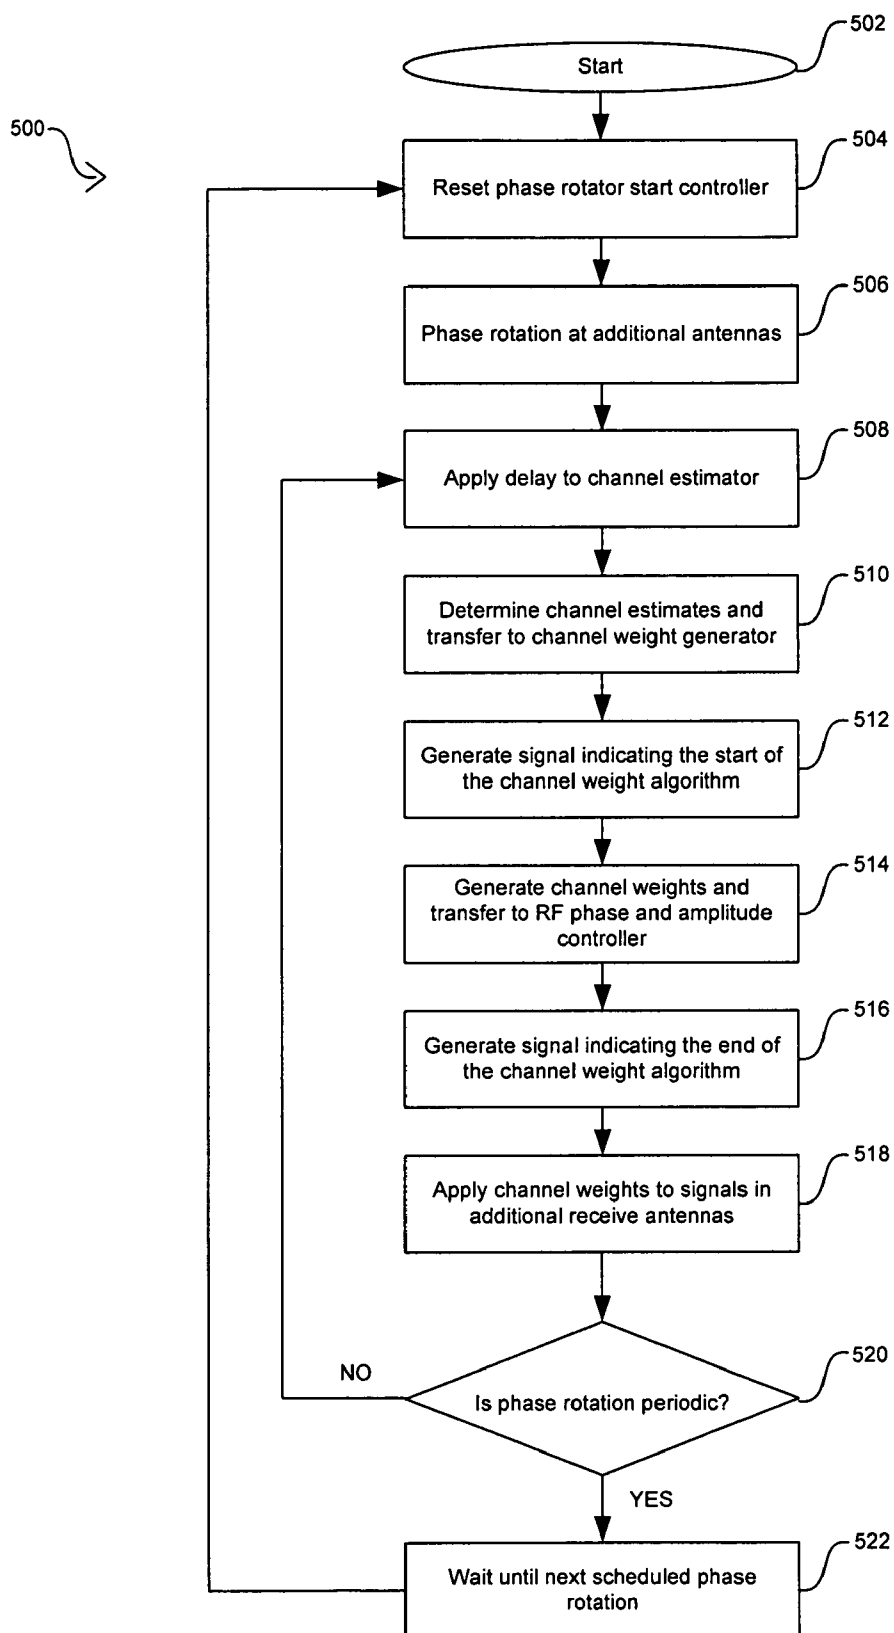 502
Start
500
504
Reset phase rotator start controller
506
Phase rotation at additional antennas
508
Apply delay to channel estimator
510
Determine channel estimates and
transfer to channel weight generator
512
Generate signal indicating the start of
the channel weight algorithm
514
Generate channel weights and
transfer to RF phase and amplitude
controller
516
Generate signal indicating the end of
the channel weight algorithm
518
Apply channel weights to signals in
additional receive antennas
520
NO
Is phase rotation periodic?
YES
522
Wait until next scheduled phase
rotation